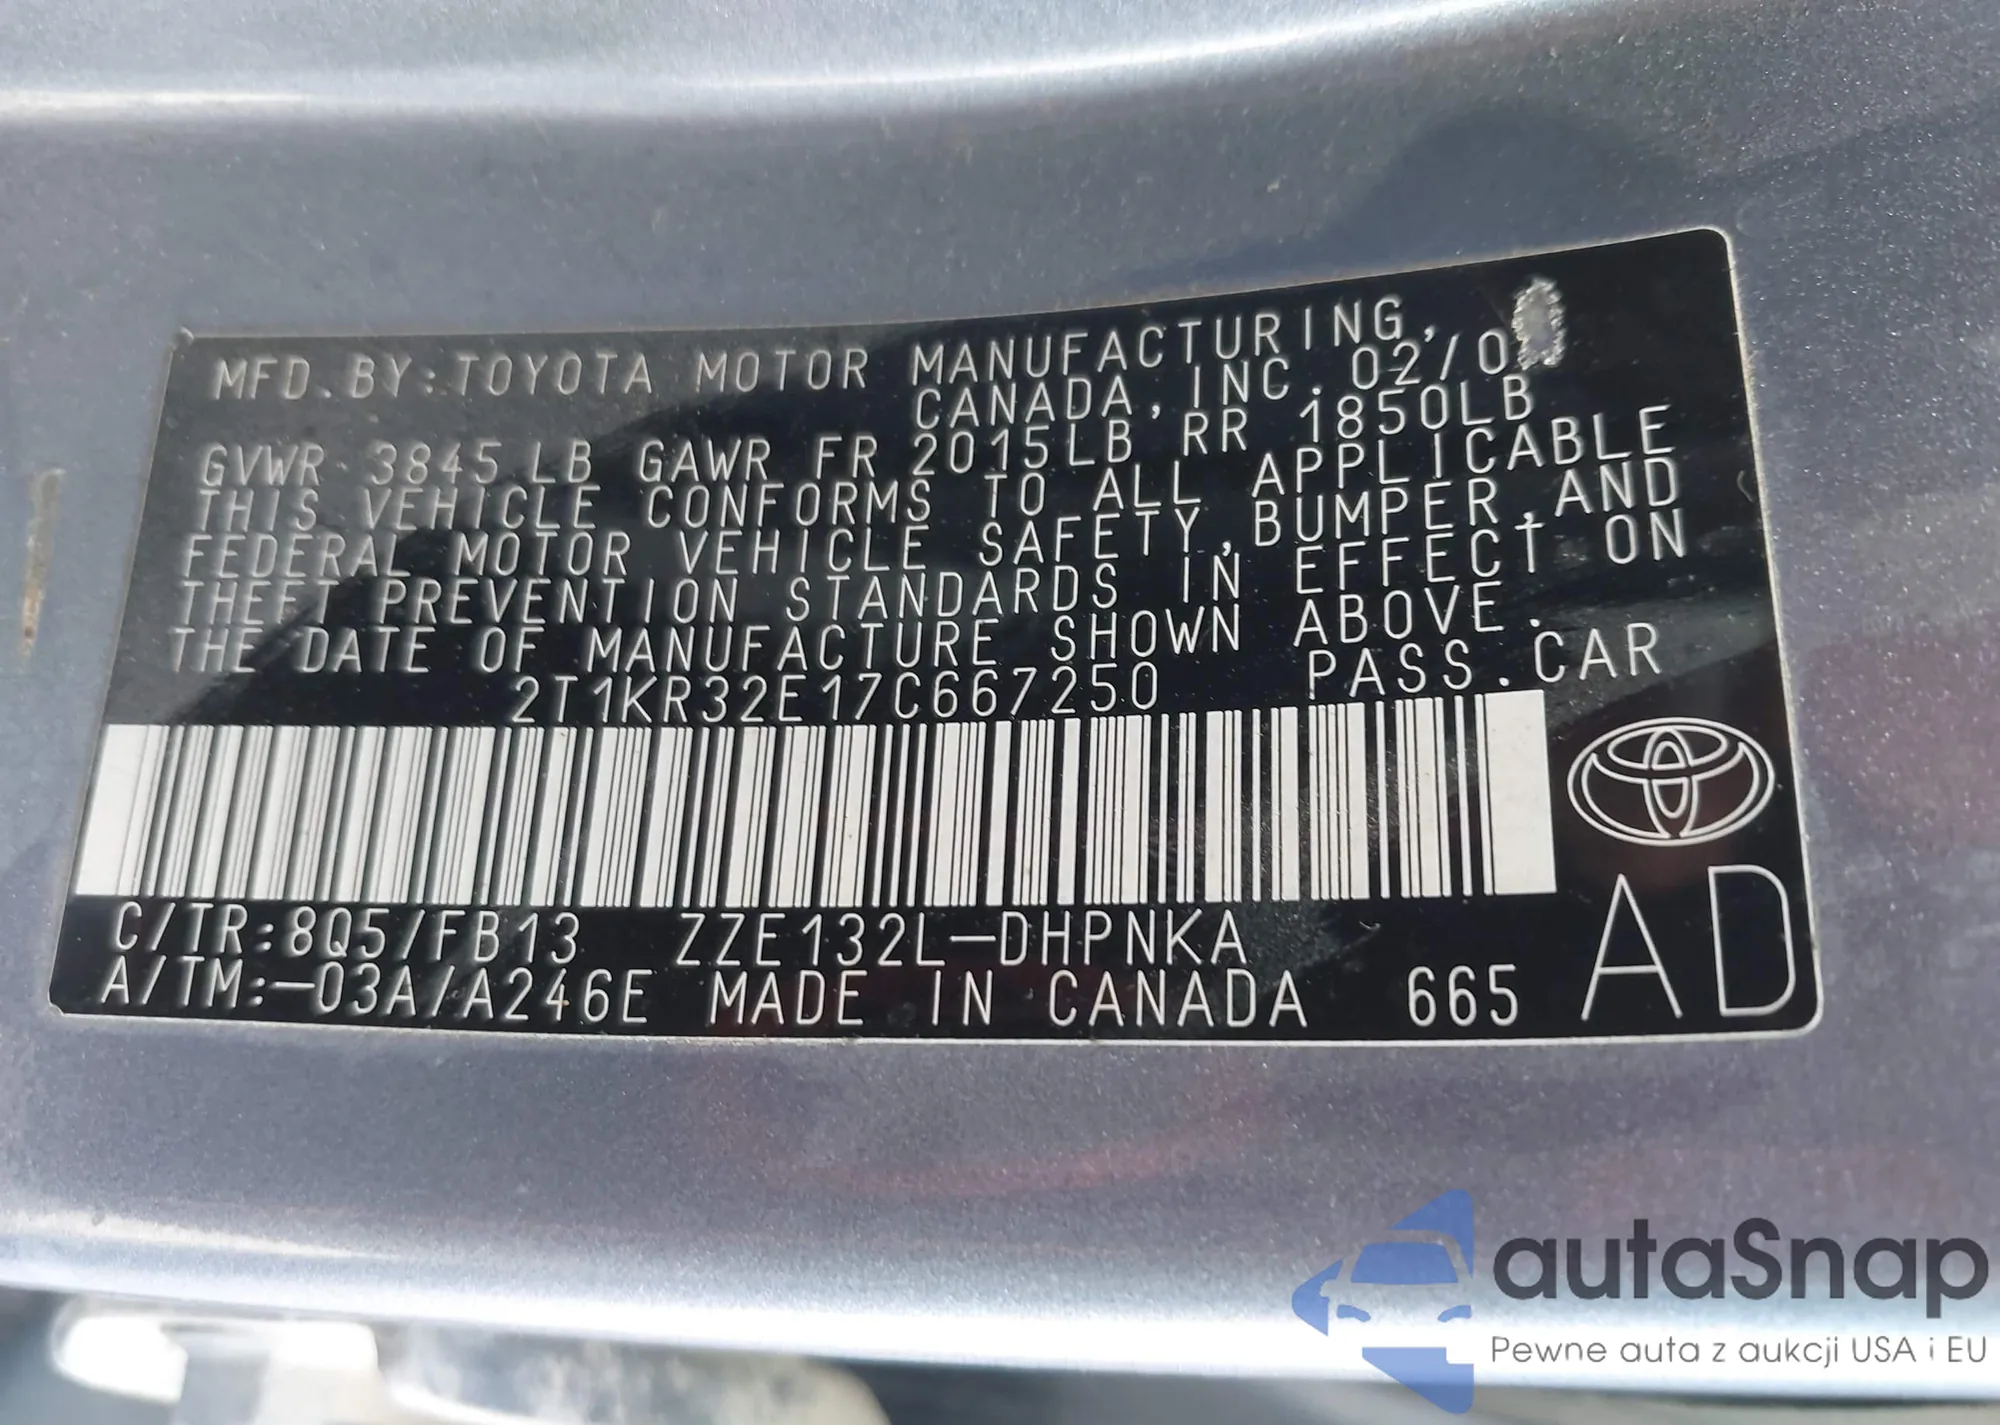 MFD. BY: TOYOTA MOTOR MANUFACTURING,
CANADA, INC. 02/0
GVWR 3845 LB GAWR FR 2015LB RR 1850LB
THIS VEHICLE CONFORMS TO ALL APPLICABLE
FEDERAL MOTOR VEHICLE SAFETY, BUMPER, AND
THEFT PREVENTION STANDARDS IN EFFECT ON
THE DATE OF MANUFACTURE SHOWN ABOVE.
2T1KR32E17C667250 PASS. CAR
C/TR:8Q5/FB13 ZZE132L-DHPNKA
A/TM:-03A/A246E MADE IN CANADA 665
AD
autaSnap
Pewne auta z aukcji USA i EU